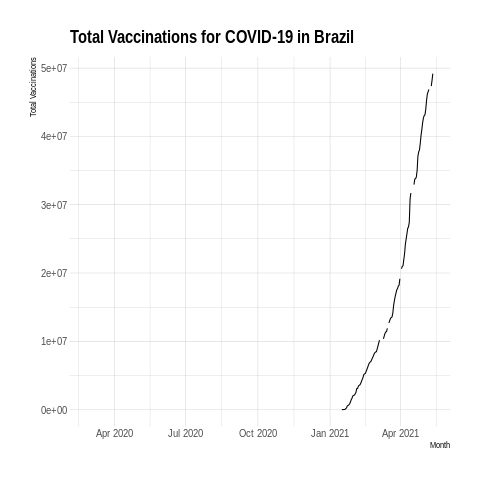 Total Vaccinations for COVID-19 in Brazil
Total Vaccinations
5e+07
4e+07
3e+07
2e+07
1e+07
0e+00
Apr 2020 Jul 2020 Oct 2020 Jan 2021 Apr 2021
Month